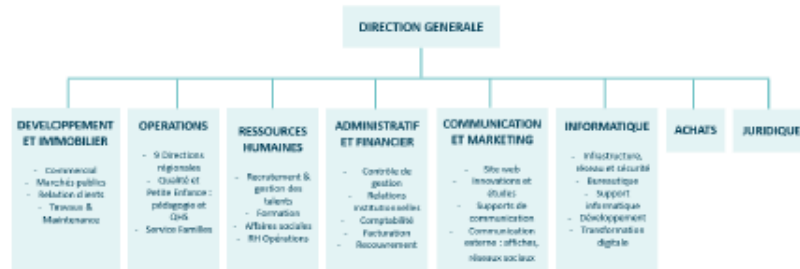 DIRECTION GENERALE
DEVELOPPEMENT
ET IMMOBILIER
- Commercial
- Marchés publics
- Relation clients
- Travaux &
Maintenance
OPERATIONS
- 9 Directions
régionales
- Qualité et
Petite Enfance :
pédagogie et
QHS
- Service Familles
RESSOURCES
HUMAINES
- Recrutement &
gestion des
talents
- Formation
- Affaires sociales
- RH Opérations
ADMINISTRATIF
ET FINANCIER
- Contrôle de
gestion
- Relations
institutionnelles
- Comptabilité
- Facturation
- Recouvrement
COMMUNICATION
ET MARKETING
- Site web
- Innovations et
études
- Supports de
communication
- Communication
externe : affiches,
réseaux sociaux
INFORMATIQUE
- Infrastructure,
réseau et sécurité
- Bureautique
- Support
informatique
- Développement
- Transformation
digitale
ACHATS
JURIDIQUE